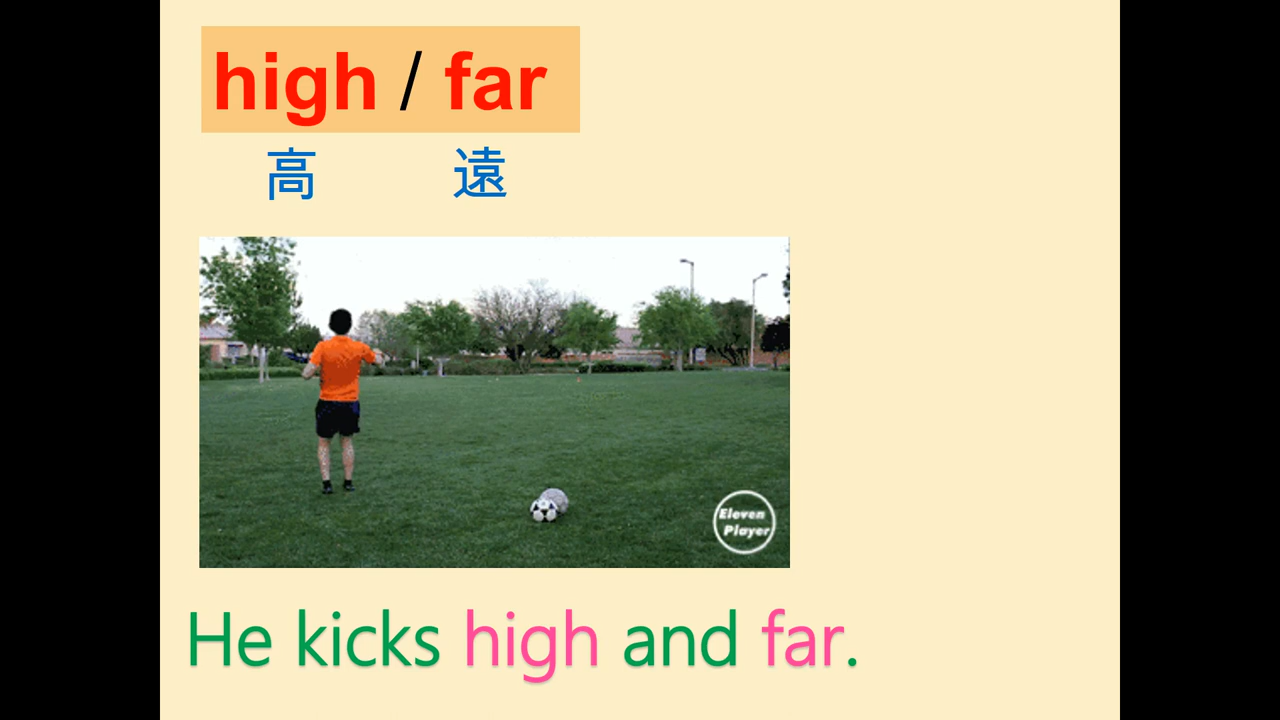 high / far
高 遠
Eleven
Player
He kicks high and far.